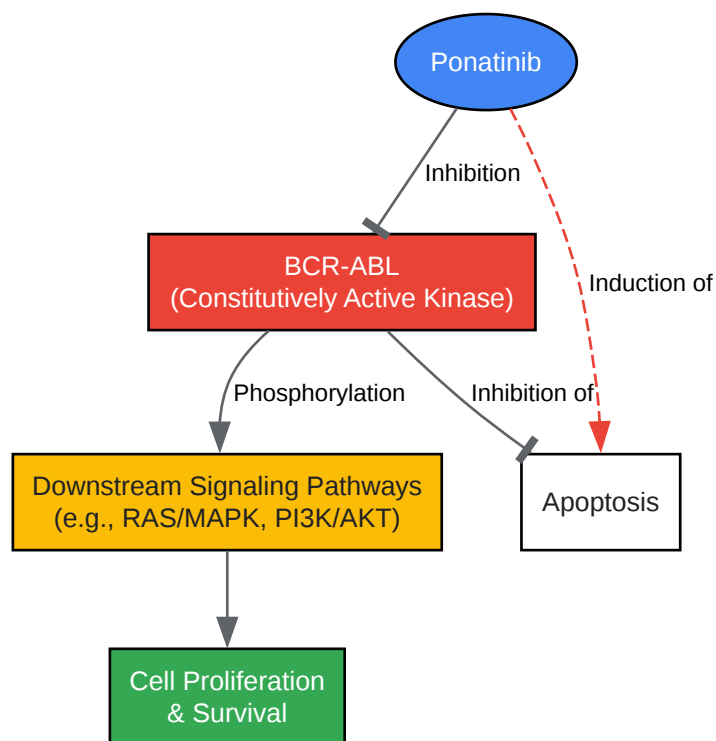 Ponatinib
Inhibition
BCR-ABL
(Constitutively Active Kinase)
Induction of
Phosphorylation
Inhibition of
Downstream Signaling Pathways
(e.g., RAS/MAPK, PI3K/AKT)
Apoptosis
Cell Proliferation
& Survival